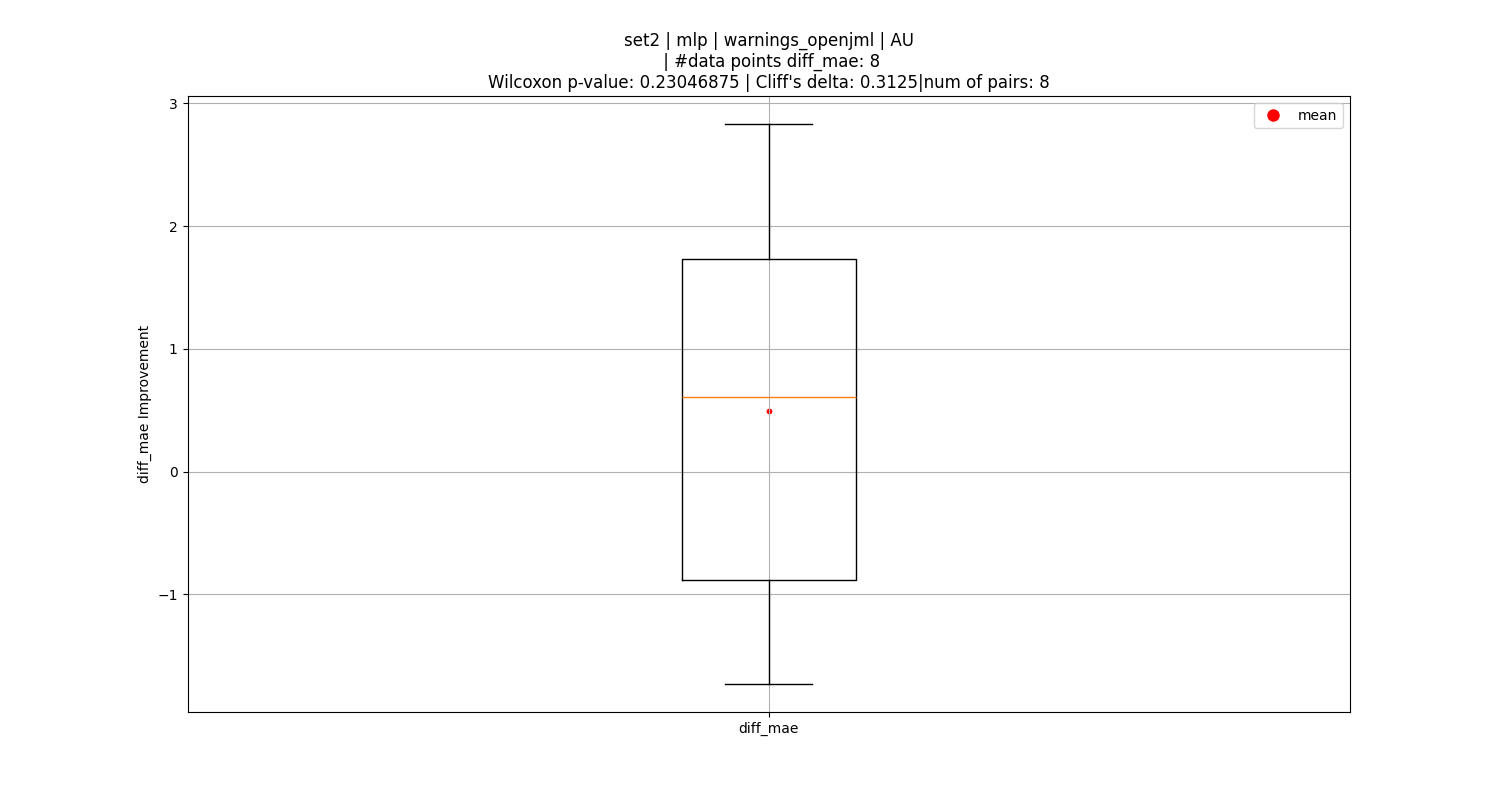 set2 | mlp | warnings_openjml | AU
| #data points diff_mae: 8
Wilcoxon p-value: 0.23046875 | Cliff's delta: 0.3125|num of pairs: 8
mean
3
2
1
0
−1
diff_mae Improvement
diff_mae